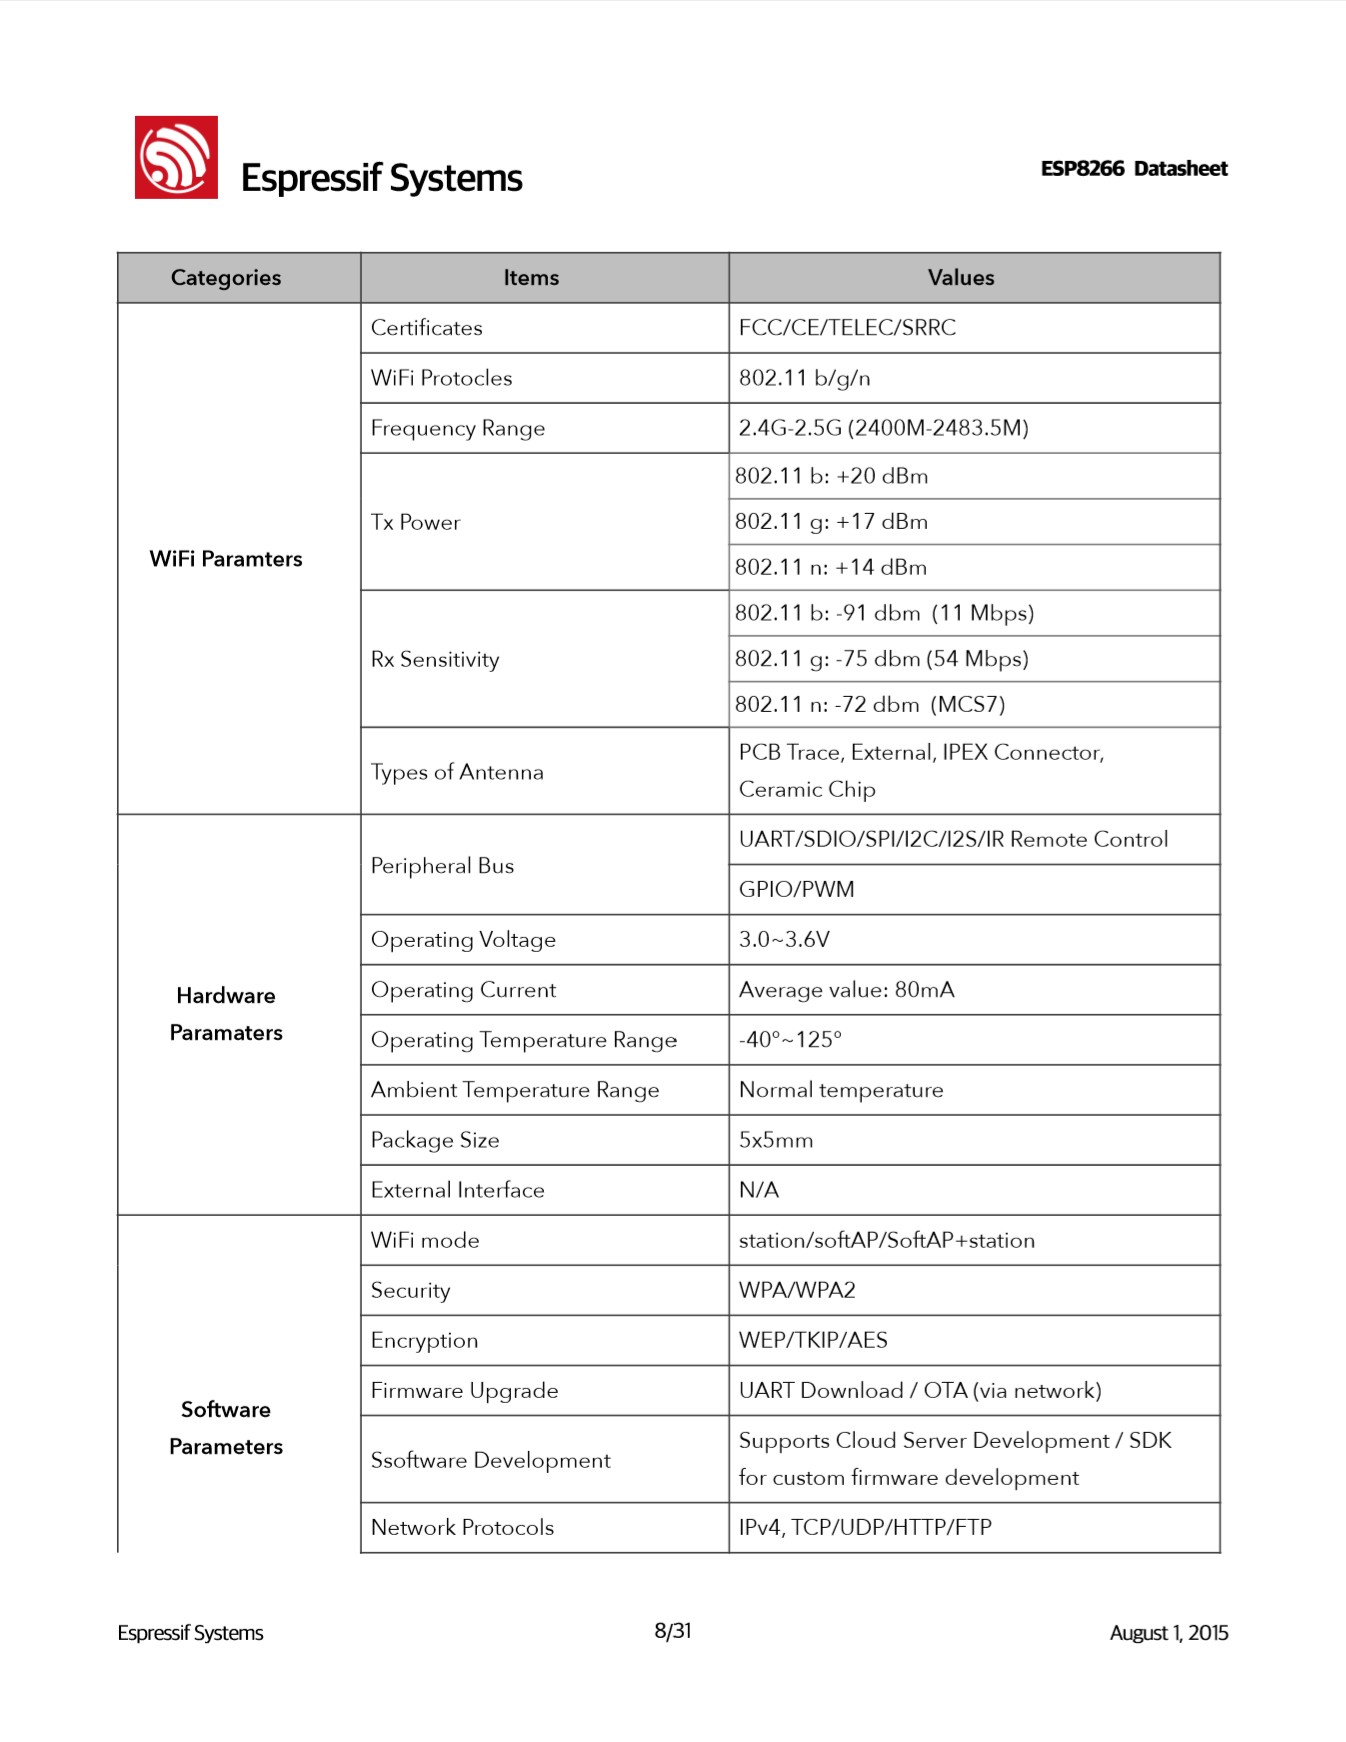 Espressif Systems
ESP8266 Datasheet
Categories Items Values
WiFi Paramters
Certificates FCC/CE/TELEC/SRRC
WiFi Protocles 802.11 b/g/n
Frequency Range 2.4G-2.5G (2400M-2483.5M)
Tx Power
802.11 b: +20 dBm
802.11 g: +17 dBm
802.11 n: +14 dBm
Rx Sensitivity
802.11 b: -91 dbm (11 Mbps)
802.11 g: -75 dbm (54 Mbps)
802.11 n: -72 dbm (MCS7)
Types of Antenna
PCB Trace, External, IPEX Connector,
Ceramic Chip
Hardware
Paramaters
Peripheral Bus
UART/SDIO/SPI/I2C/I2S/IR Remote Control
GPIO/PWM
Operating Voltage 3.0~3.6V
Operating Current Average value: 80mA
Operating Temperature Range -40°~125°
Ambient Temperature Range Normal temperature
Package Size 5x5mm
External Interface N/A
Software
Parameters
WiFi mode station/softAP/SoftAP+station
Security WPA/WPA2
Encryption WEP/TKIP/AES
Firmware Upgrade UART Download / OTA (via network)
Ssoftware Development
Supports Cloud Server Development / SDK
for custom firmware development
Network Protocols IPv4, TCP/UDP/HTTP/FTP
Espressif Systems 8/31 August 1, 2015